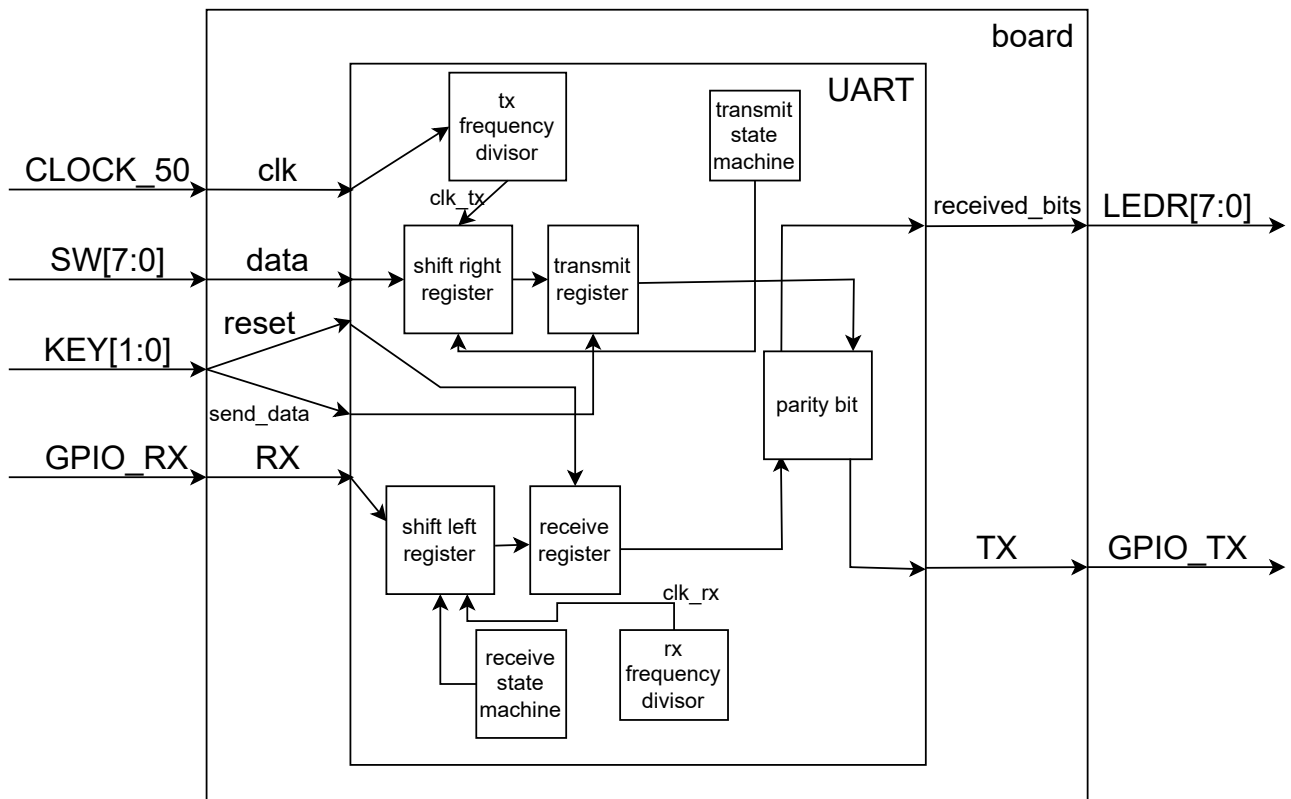 board
UART
tx
frequency
divisor
transmit
state
machine
CLOCK_50
clk
clk_tx
received_bits
LEDR[7:0]
SW[7:0]
data
shift right
register
transmit
register
reset
KEY[1:0]
send_data
parity bit
GPIO_RX
RX
shift left
register
receive
register
TX
GPIO_TX
clk_rx
receive
state
machine
rx
frequency
divisor